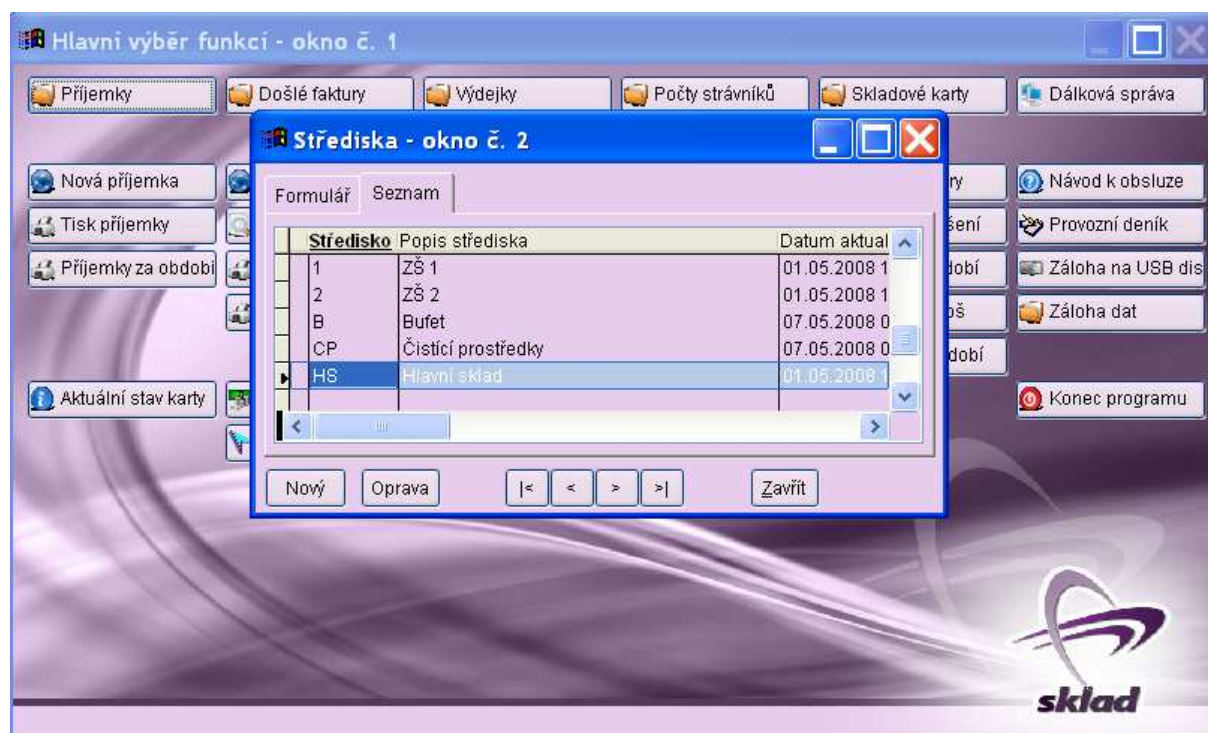 Hlavní výběr funkcí - okno č. 1
Příjemky
Došlé faktury
Výdejky
Počty strávníků
Skladové karty
Dálková správa
Střediska - okno č. 2
Nová příjemka
Návod k obsluze
Formulář
Seznam
Tisk příjemky
Provozní deník
Středisko Popis střediska Datum aktual
Příjemky za obdobi
Záloha na USB dis
1 ZŠ 1 01.05.2008 1
2 ZŠ 2 01.05.2008 1
B Bufet 07.05.2008 0
CP Čistící prostředky 07.05.2008 0
HS Hlavní sklad 01.05.2008 1
Záloha dat
Aktuální stav karty
Konec programu
Nový
Oprava
|<
<
>
>|
Zavřít
sklad